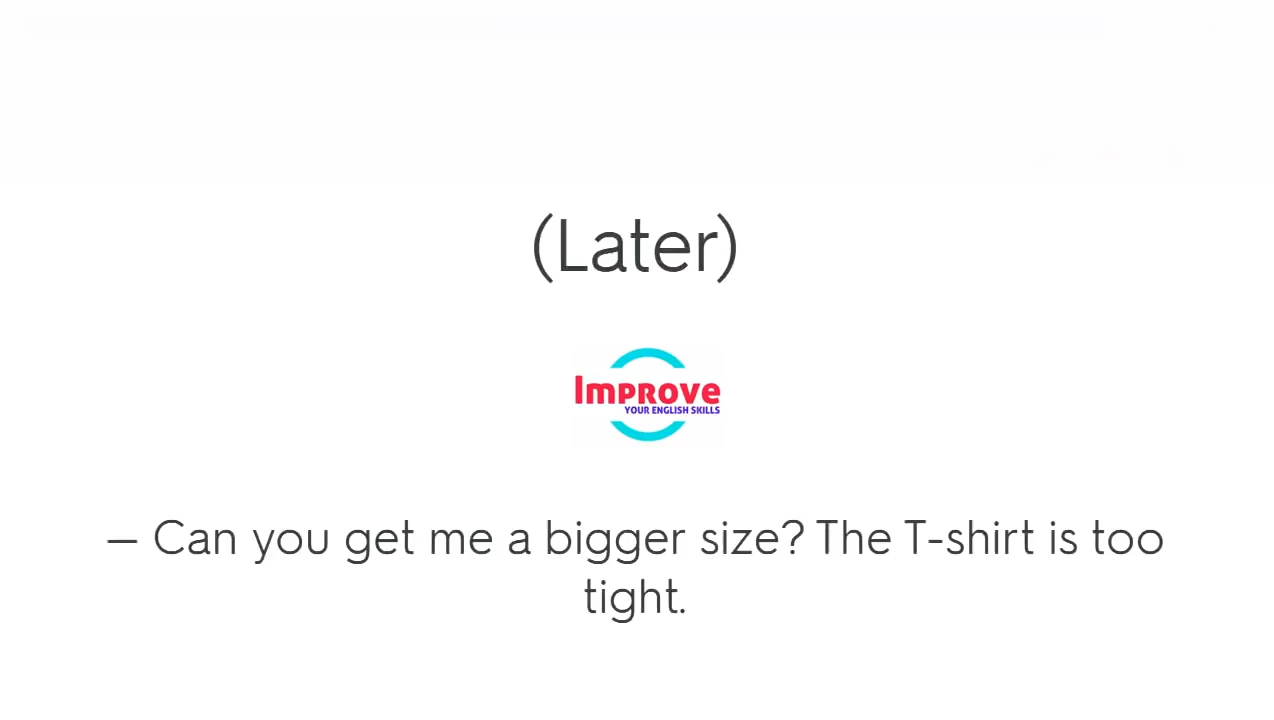 (Later)
Improve
YOUR ENGLISH SKILLS
– Can you get me a bigger size? The T-shirt is too
tight.